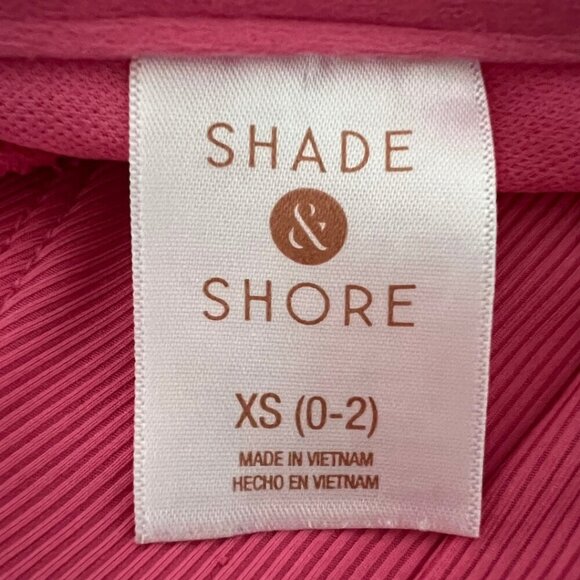 SHADE
&
SHORE
XS (0-2)
MADE IN VIETNAM
HECHO EN VIETNAM